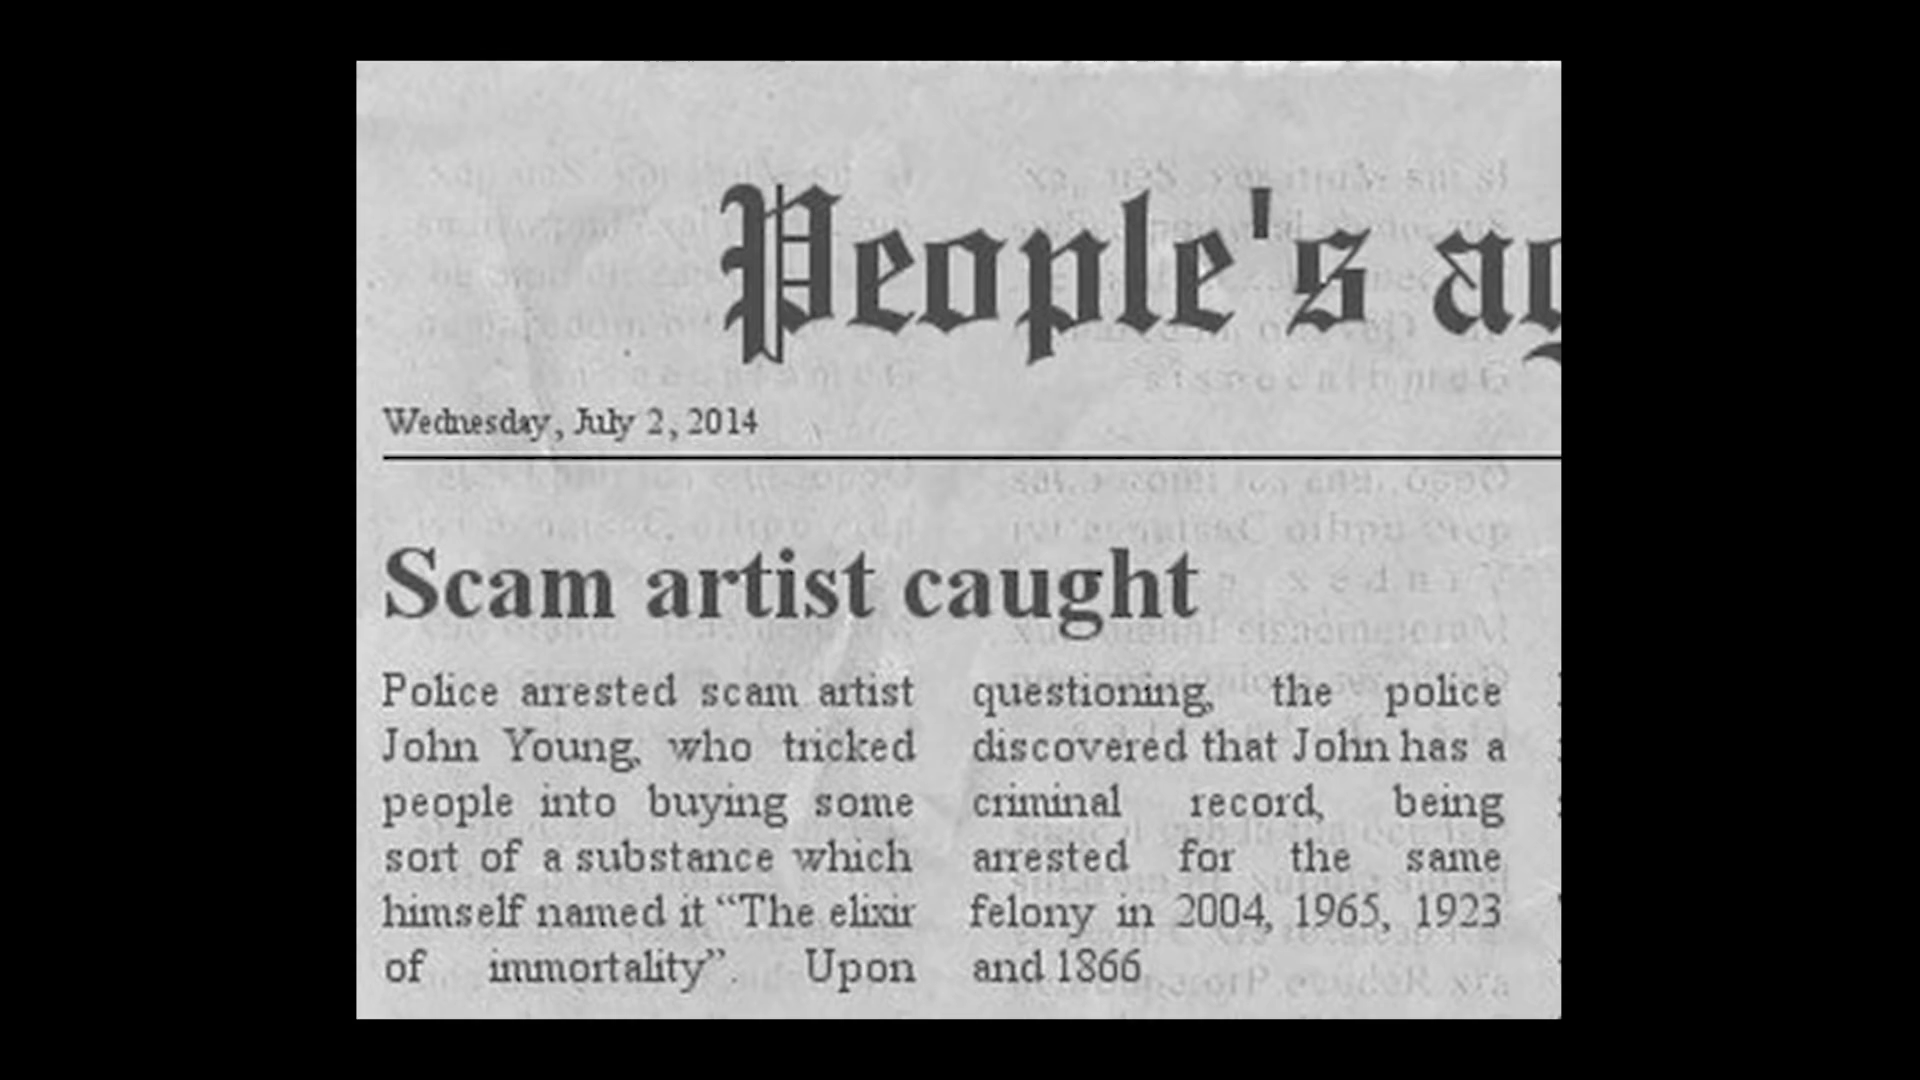 People's
Wednesday, July 2, 2014
Scam artist caught
Police arrested scam artist
John Young, who tricked
people into buying some
sort of a substance which
himself named it “The elixir
of immortality”. Upon
questioning, the police
discovered that John has a
criminal record, being
arrested for the same
felony in 2004, 1965, 1923
and 1866